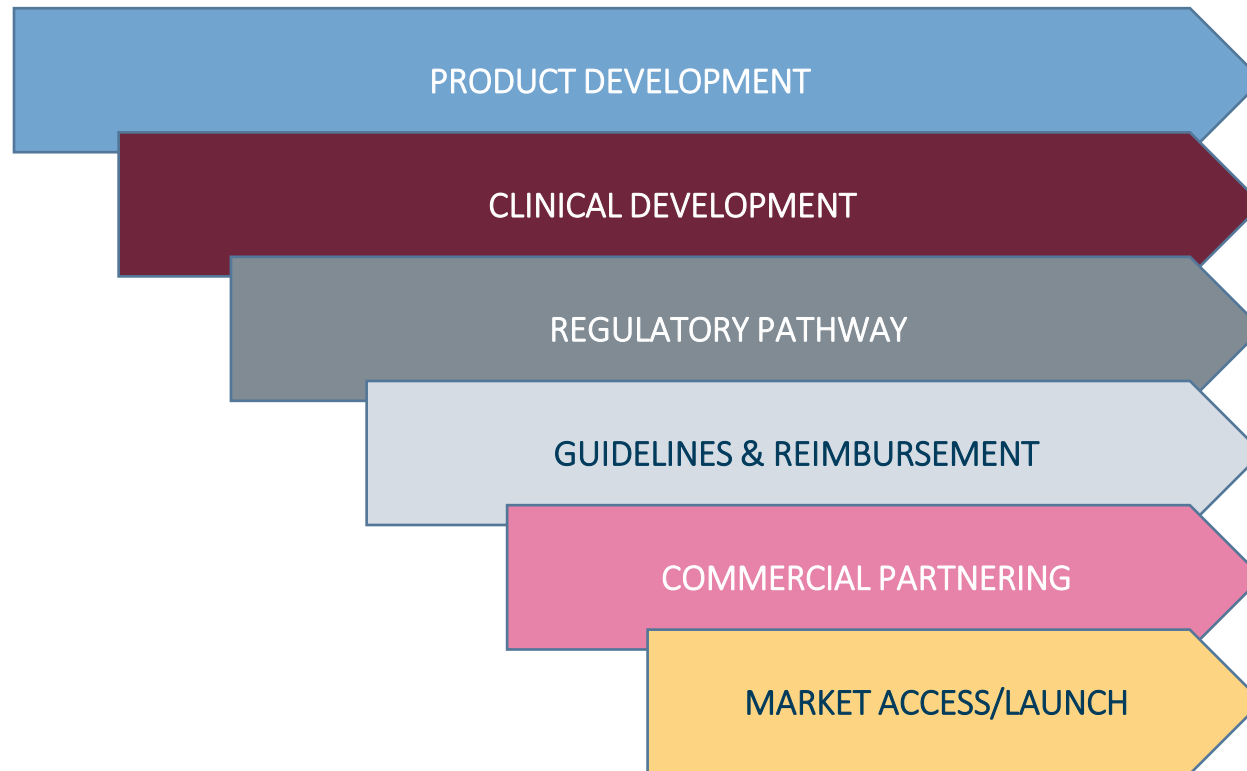 PRODUCT DEVELOPMENT
CLINICAL DEVELOPMENT
REGULATORY PATHWAY
GUIDELINES & REIMBURSEMENT
COMMERCIAL PARTNERING
MARKET ACCESS/LAUNCH